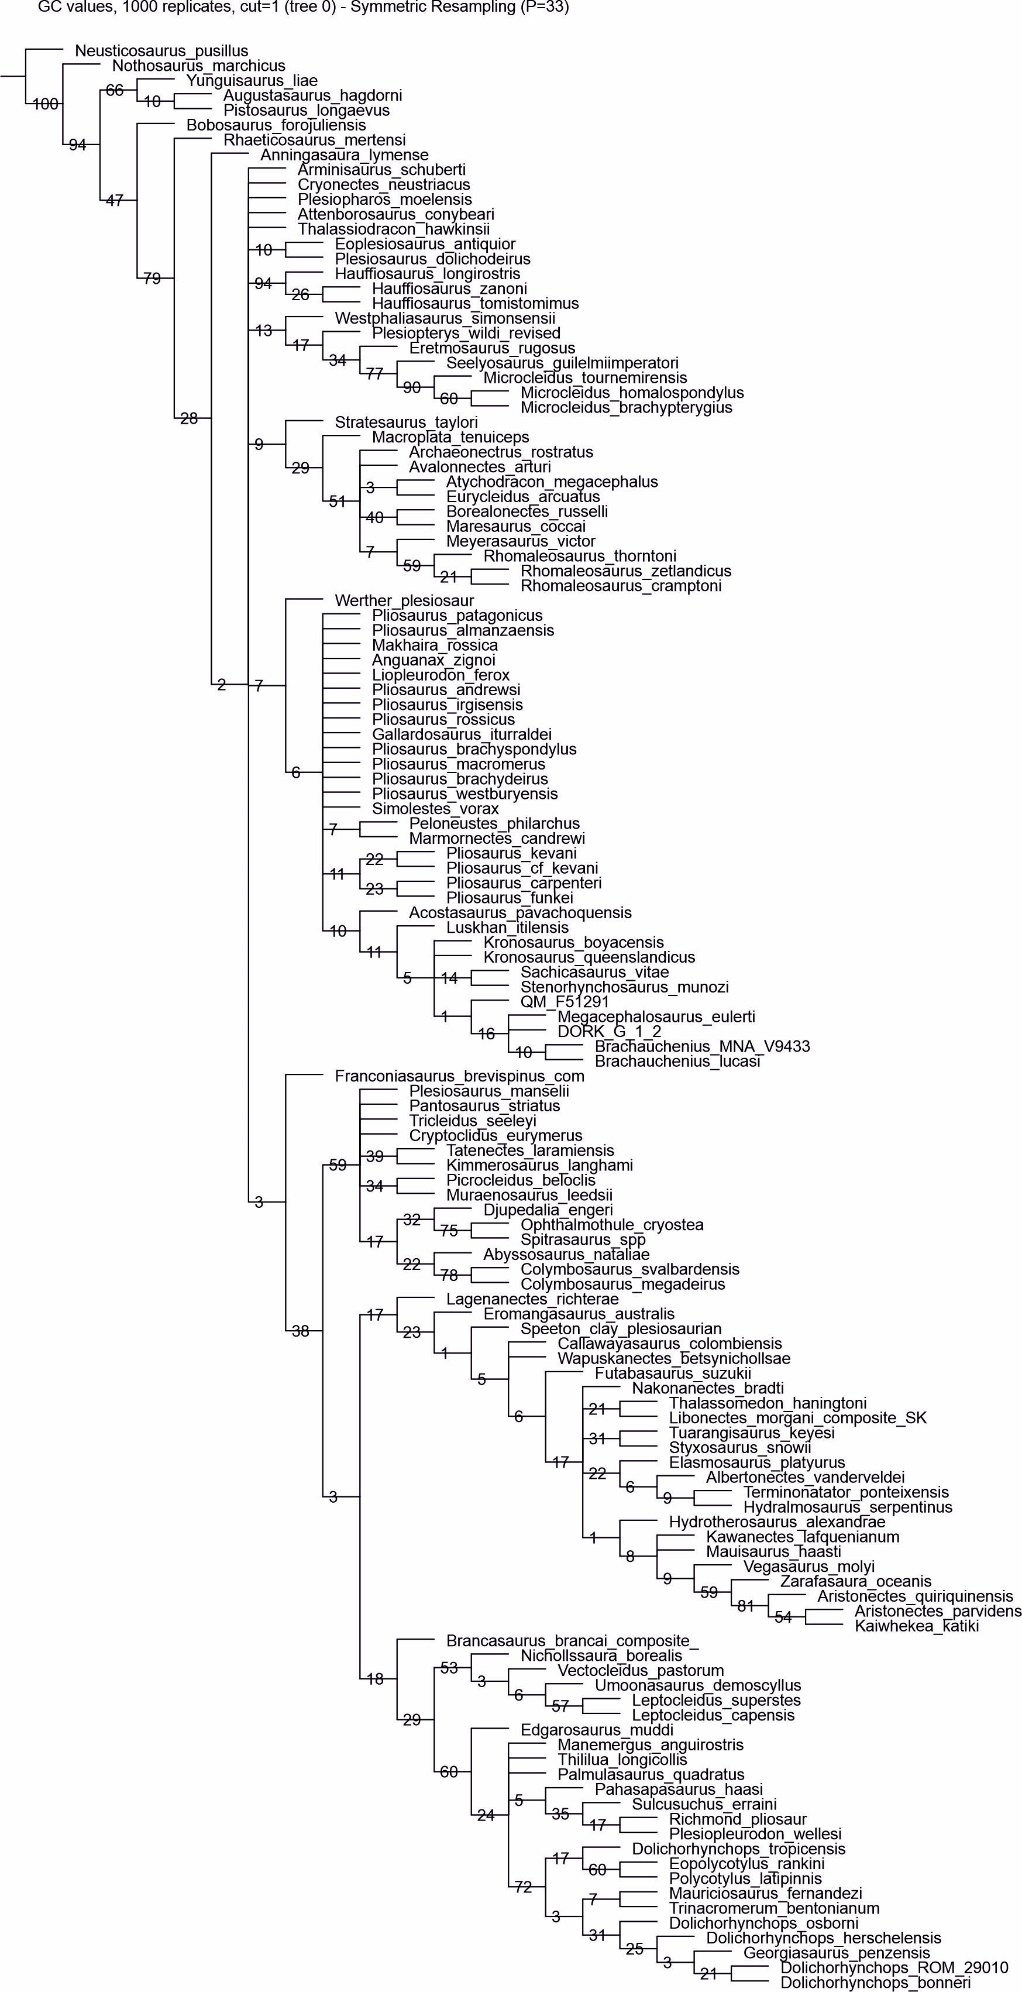 GC values, 1000 replicates, cut=1 (tree 0) - Symmetric Resampling (P=33)
Neusticosaurus_pusillus
Nothosaurus_marchicus
Yunguisaurus_liae
66
Augustasaurus_hagdorni
10
100
Pistosaurus_longaevus
Bobosaurus_forojuliensis
Rhaeticosaurus_mertensi
94
Anningasaura_lymense
Arminisaurus_schuberti
Cryonectes_neustriacus
Plesiopharos_moelensis
47
Attenborosaurus_conybeari
Thalassiodracon_hawkinsii
Eoplesiosaurus_antiquior
10
Plesiosaurus_dolichodeirus
Hauffiosaurus_longirostris
79
94
Hauffiosaurus_zanoni
26
Hauffiosaurus_tomistomimus
Westphaliasaurus_simonsensii
13
Plesiopterys_wildi_revised
17
Eretmosaurus_rugosus
34
Seelyosaurus_guilelmiimperatori
77
Microcleidus_tournemirensis
90
Microcleidus_homalospondylus
60
Microcleidus_brachypterygius
28
Stratesaurus_taylori
Macroplata_tenuiceps
9
Archaeonectrus_rostratus
29
Avalonnectes_arturi
Atychodracon_megacephalus
3
Eurycleidus_arcuatus
51
Borealonectes_russelli
40
Maresaurus_coccai
Meyerasaurus_victor
7
Rhomaleosaurus_thorntoni
59
Rhomaleosaurus_zetlandicus
21
Rhomaleosaurus_cramptoni
Werther_plesiosaur
Pliosaurus_patagonicus
Pliosaurus_almanzaensis
Makhaira_rossica
Anguanax_zignoi
Liopleurodon_ferox
2
7
Pliosaurus_andrewsi
Pliosaurus_irgisensis
Pliosaurus_rossicus
Gallardosaurus_iturraldei
Pliosaurus_brachyspondylus
Pliosaurus_macromerus
6
Pliosaurus_brachydeirus
Pliosaurus_westburyensis
Simolestes_vorax
Peloneustes_philarchus
7
Marmornectes_candrewi
Pliosaurus_kevani
22
Pliosaurus_cf_kevani
11
Pliosaurus_carpenteri
23
Pliosaurus_funkei
Acostasaurus_pavachoquensis
10
Luskhan_itilensis
Kronosaurus_boyacensis
11
Kronosaurus_queenslandicus
Sachicasaurus_vitae
5
14
Stenorhynchosaurus_munozi
QM_F51291
1
Megacephalosaurus_eulerti
16
DORK_G_1_2
Brachauchenius_MNA_V9433
10
Brachauchenius_lucasi
Franconiasaurus_brevispinus_com
Plesiosaurus_manselii
Pantosaurus_striatus
Tricleidus_seeleyi
Cryptoclidus_eurymerus
Tatenectes_laramiensis
39
59
Kimmerosaurus_langhami
Picrocleidus_beloclis
34
Muraenosaurus_leedsii
3
Djupedalia_engeri
32
Ophthalmothule_cryostea
75
Spitrasaurus_spp
17
Abyssosaurus_nataliae
22
Colymbosaurus_svalbardensis
78
Colymbosaurus_megadeirus
Lagenanectes_richterae
17
Eromangasaurus_australis
38
23
Speeton_clay_plesiosaurian
Callawayasaurus_colombiensis
1
Wapuskanectes_betsynichollsae
Futabasaurus_suzukii
5
Nakonanectes_bradti
Thalassomedon_haningtoni
21
6
Libonectes_morgani_composite_SK
Tuarangisaurus_keyesi
31
Styxosaurus_snowii
17
Elasmosaurus_platyurus
22
Albertonectes_vanderveldei
6
Terminonatator_ponteixensis
3
9
Hydralmosaurus_serpentinus
Hydrotherosaurus_alexandrae
1
Kawanectes_lafquenianum
8
Mauisaurus_haasti
Vegasaurus_molyi
9
Zarafasaura_oceanis
59
Aristonectes_quiriquinensis
81
Aristonectes_parvidens
54
Kaiwhekea_katiki
Brancasaurus_brancai_composite_
Nichollssaura_borealis
53
Vectocleidus_pastorum
18
3
Umoonasaurus_demoscyllus
6
Leptocleidus_superstes
57
Leptocleidus_capensis
29
Edgarosaurus_muddi
Manemergus_anguirostris
Thililua_longicollis
60
Palmulasaurus_quadratus
Pahasapasaurus_haasi
5
Sulcusuchus_erraini
24
35
Richmond_pliosaur
17
Plesiopleurodon_wellesi
Dolichorhynchops_tropicensis
17
Eopolycotylus_rankini
60
Polycotylus_latipinnis
72
Mauriciosaurus_fernandezi
7
Trinacromerum_bentonianum
3
Dolichorhynchops_osborni
31
Dolichorhynchops_herschelensis
25
Georgiasaurus_penzensis
3
Dolichorhynchops_ROM_29010
21
Dolichorhynchops_bonneri